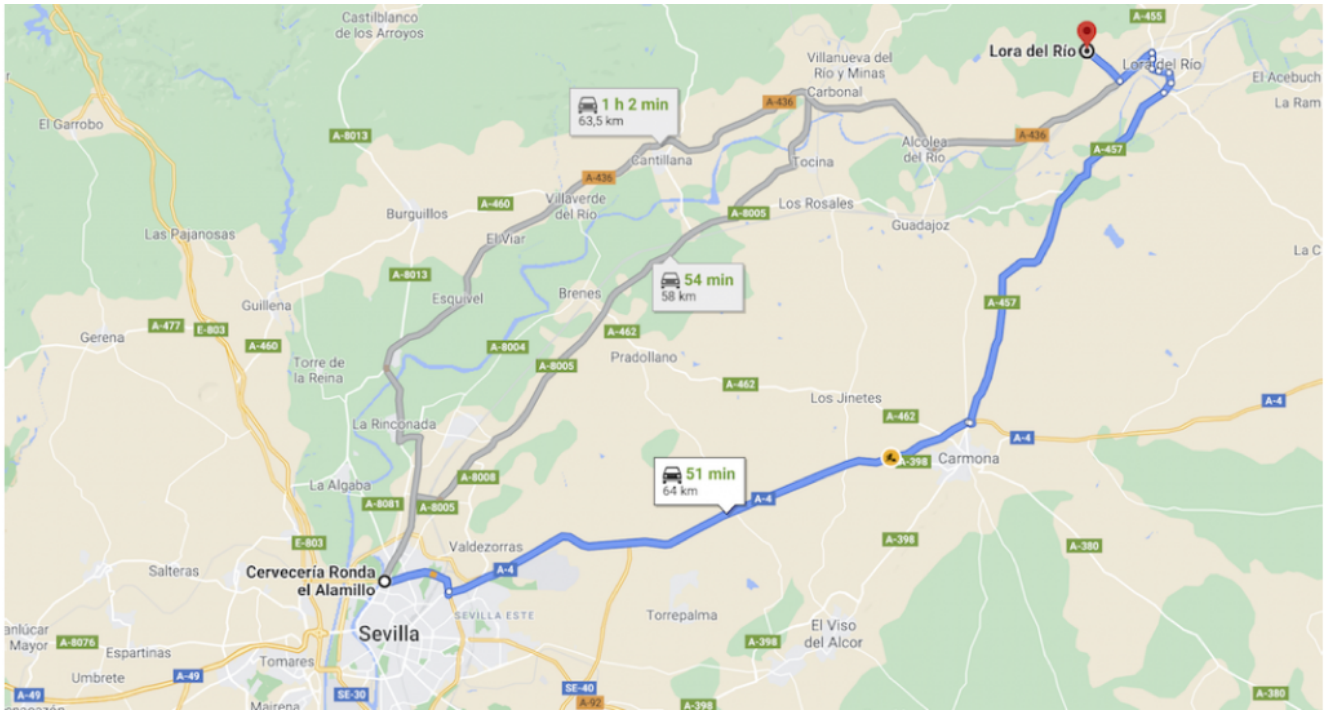 Castilblanco
de los Arroyos
A-455
Lora del Río
Villanueva del
Río y Minas
Lora del Río
El Acebuch
1 h 2 min
63,5 km
A-436
Carbonal
La Ram
El Garrobo
A-8013
A-436
Alcolea
del Río
A-457
Cantillana
Tocina
A-436
Villaverde
del Río
A-460
Burguillos
A-8005
Los Rosales
Guadajoz
Las Pajanosas
El Viar
La C
A-8013
54 min
58 km
Guillena
Esquivel
Brenes
A-457
A-477
E-803
A-462
Gerena
A-460
A-8004
Pradollano
Torre de
la Reina
A-8005
A-462
Los Jinetes
A-4
La Rinconada
A-462
A-4
A-398
Carmona
51 min
64 km
A-8008
La Algaba
A-4
A-8081
A-8005
E-803
Valdezorras
A-398
A-380
Salteras
Cervecería Ronda
el Alamillo
A-4
SEVILLA ESTE
Torrepalma
El Viso
del Alcor
anlúcar
Mayor
A-8076
Sevilla
A-398
Espartinas
Tomares
Umbrete
A-49
A-49
SE-30
SE-40
A-92
A-398
A-380
Mairena